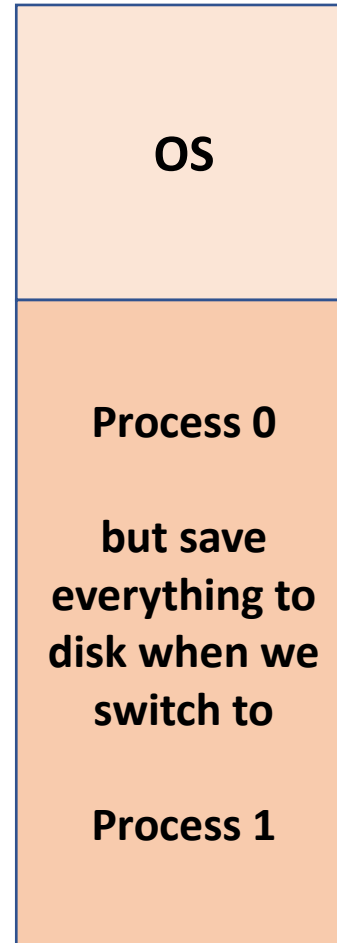 OS
Process 0
but save
everything to
disk when we
switch to
Process 1